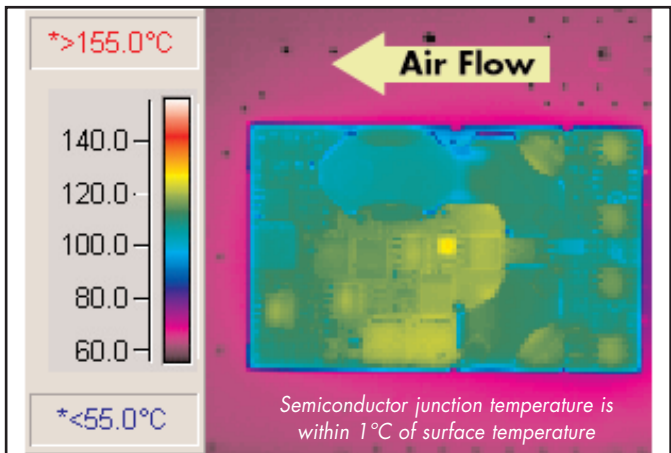 *>155.0°C
Air Flow
140.0
120.0
100.0
80.0
60.0
*<55.0°C
Semiconductor junction temperature is
within 1°C of surface temperature